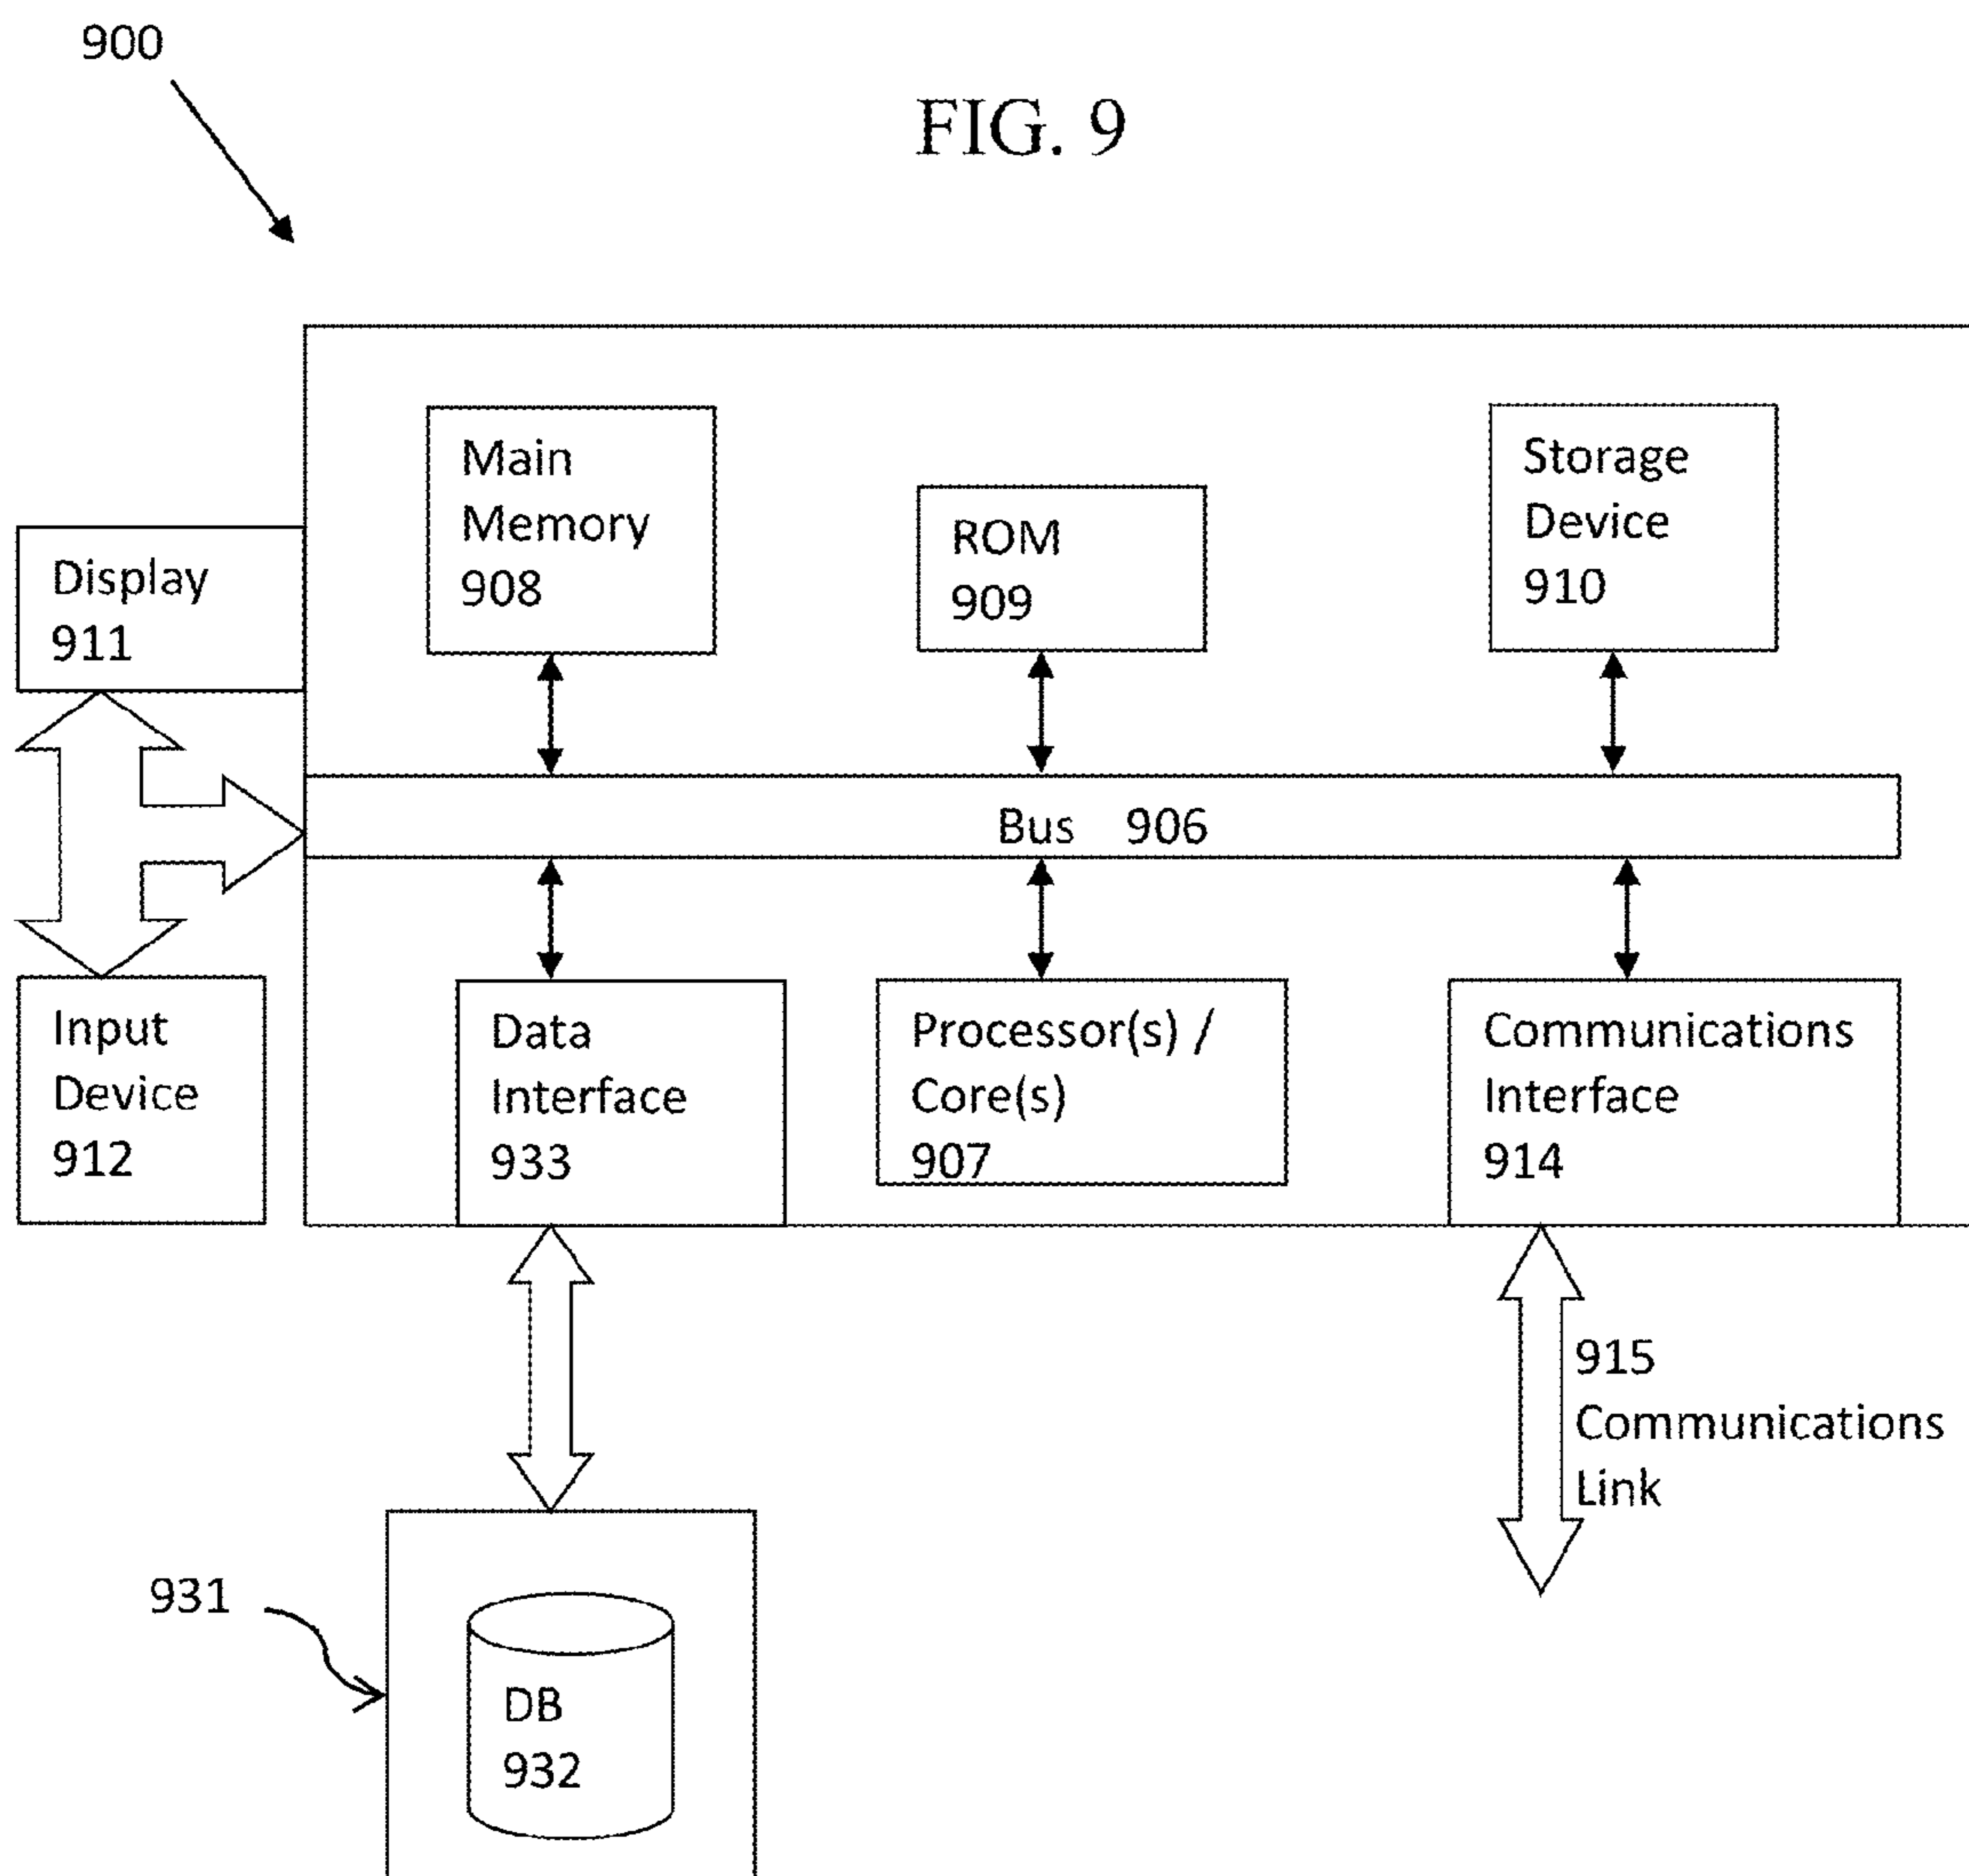 900
FIG. 9
Main
Memory
908
ROM
909
Storage
Device
910
Display
911
Bus 906
Input
Device
912
Data
Interface
933
Processor(s) /
Core(s)
907
Communications
Interface
914
915
Communications
Link
931
DB
932